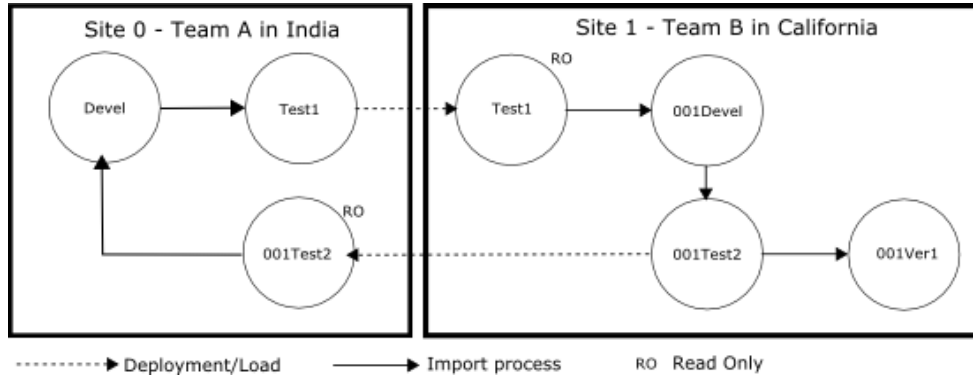 Site 0 - Team A in India
Site 1 - Team B in California
RO
Devel
Test1
Test1
001Devel
RO
001Test2
001Test2
001Ver1
Deployment/Load
Import process
RO Read Only